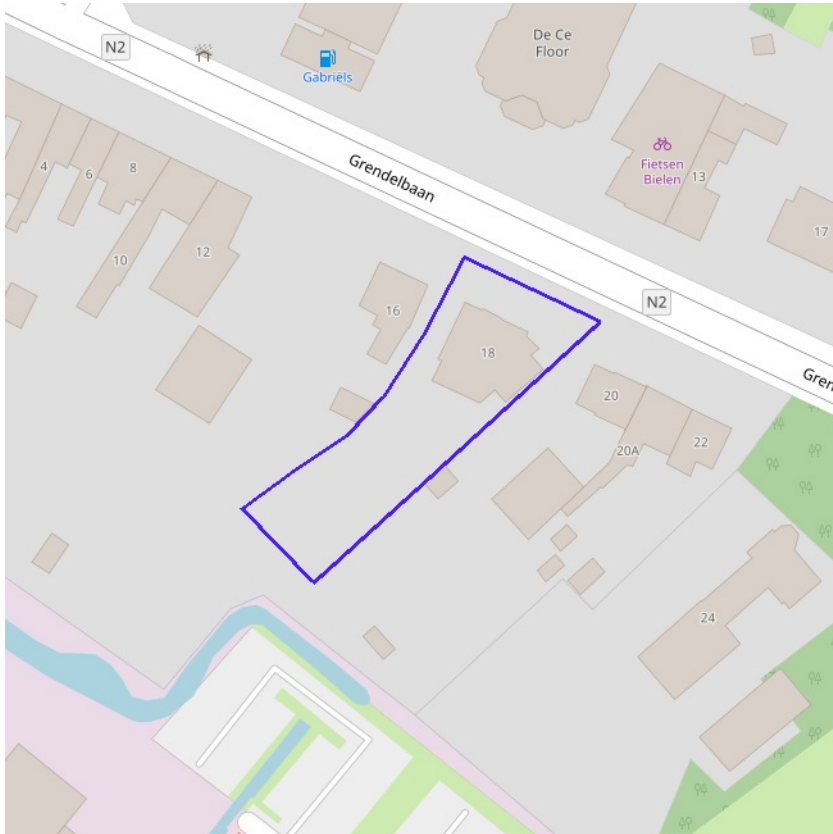 N2
Gabriëls
De Ce
Floor
Grendelbaan
Fietsen
Bielen
13
17
4
6
8
10
12
16
18
N2
Gren
20
22
20A
24